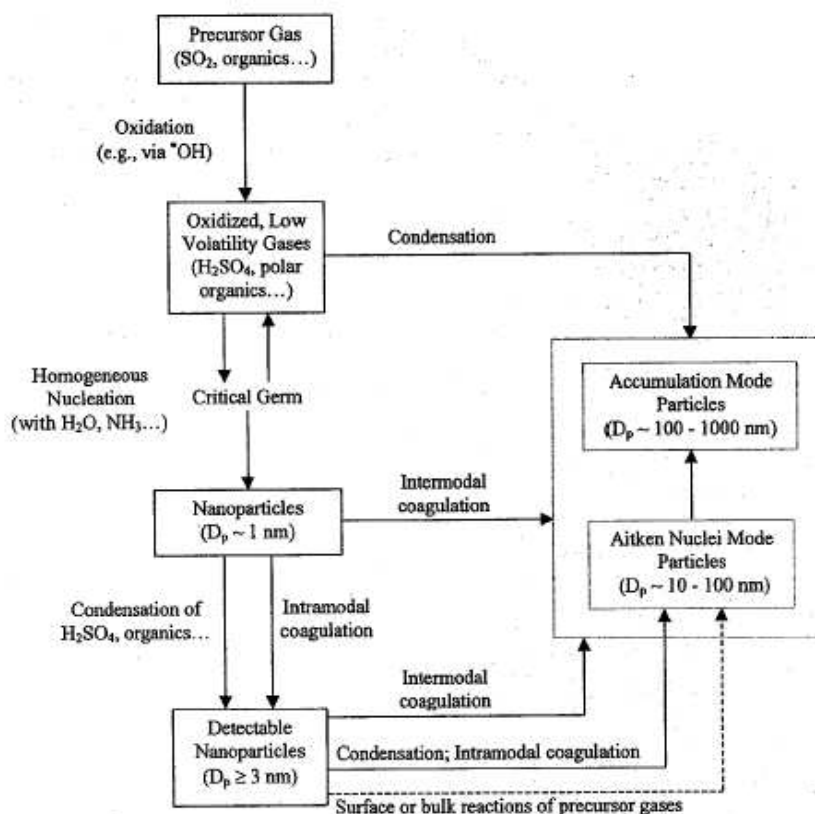 Precursor Gas
(SO₂, organics…)
Oxidation
(e.g., via •OH)
Oxidized, Low
Volatility Gases
(H₂SO₄, polar
organics…)
Condensation
Homogeneous
Nucleation
(with H₂O, NH₃…)
Critical Germ
Accumulation Mode
Particles
(Dₚ ~ 100 - 1000 nm)
Nanoparticles
(Dₚ ~ 1 nm)
Intermodal
coagulation
Aitken Nuclei Mode
Particles
(Dₚ ~ 10 - 100 nm)
Condensation of
H₂SO₄, organics…
Intramodal
coagulation
Intermodal
coagulation
Detectable
Nanoparticles
(Dₚ ≥ 3 nm)
Condensation; Intramodal coagulation
Surface or bulk reactions of precursor gases